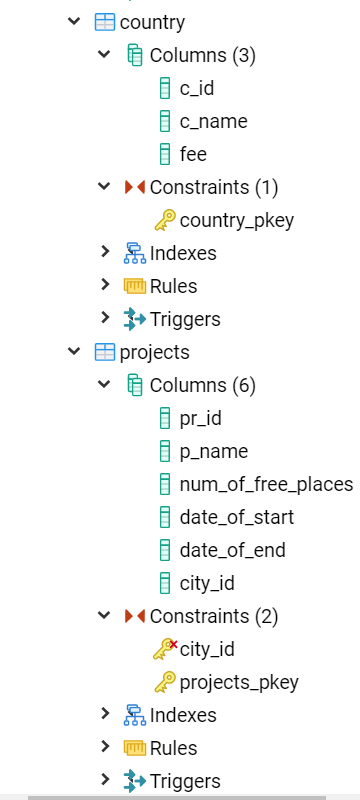 country
Columns (3)
c_id
c_name
fee
Constraints (1)
country_pkey
Indexes
Rules
Triggers
projects
Columns (6)
pr_id
p_name
num_of_free_places
date_of_start
date_of_end
city_id
Constraints (2)
city_id
projects_pkey
Indexes
Rules
Triggers